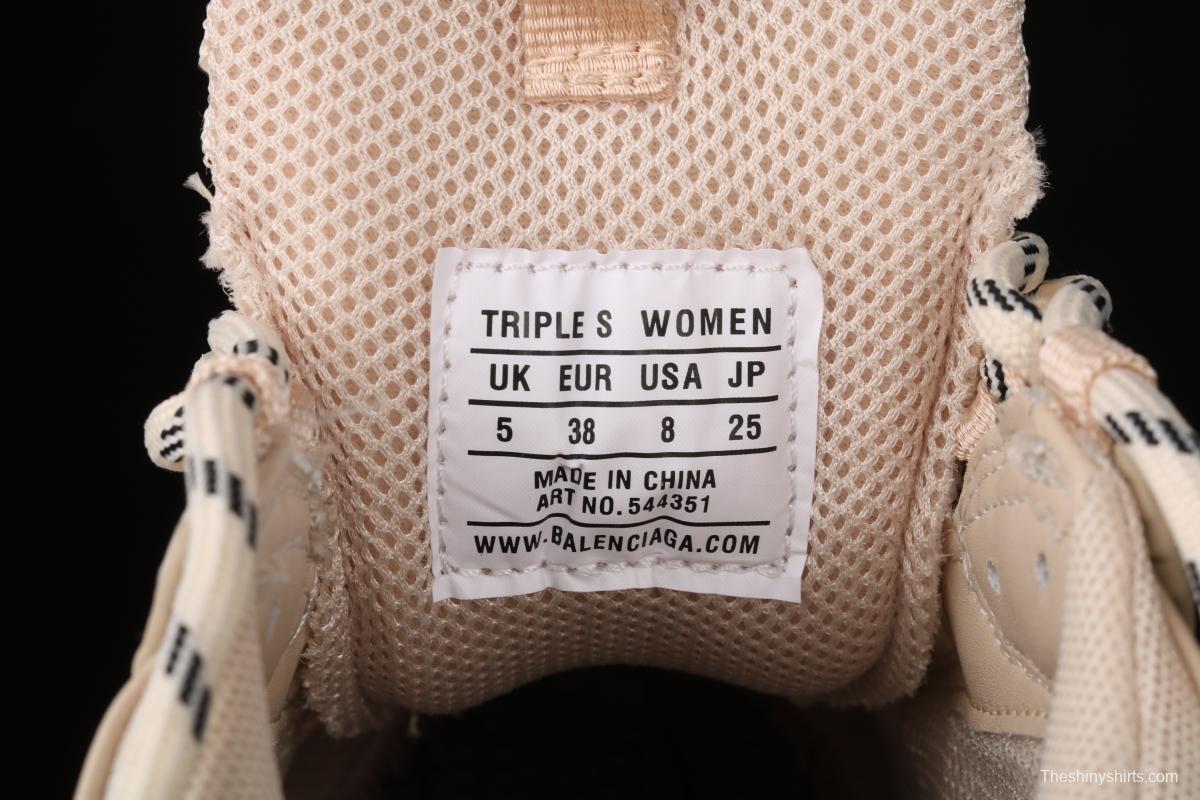 TRIPLE S WOMEN
UK EUR USA JP
5 38 8 25
MADE IN CHINA
ART NO. 544351
WWW.BALENCIAGA.COM
Theshinyshirts.com